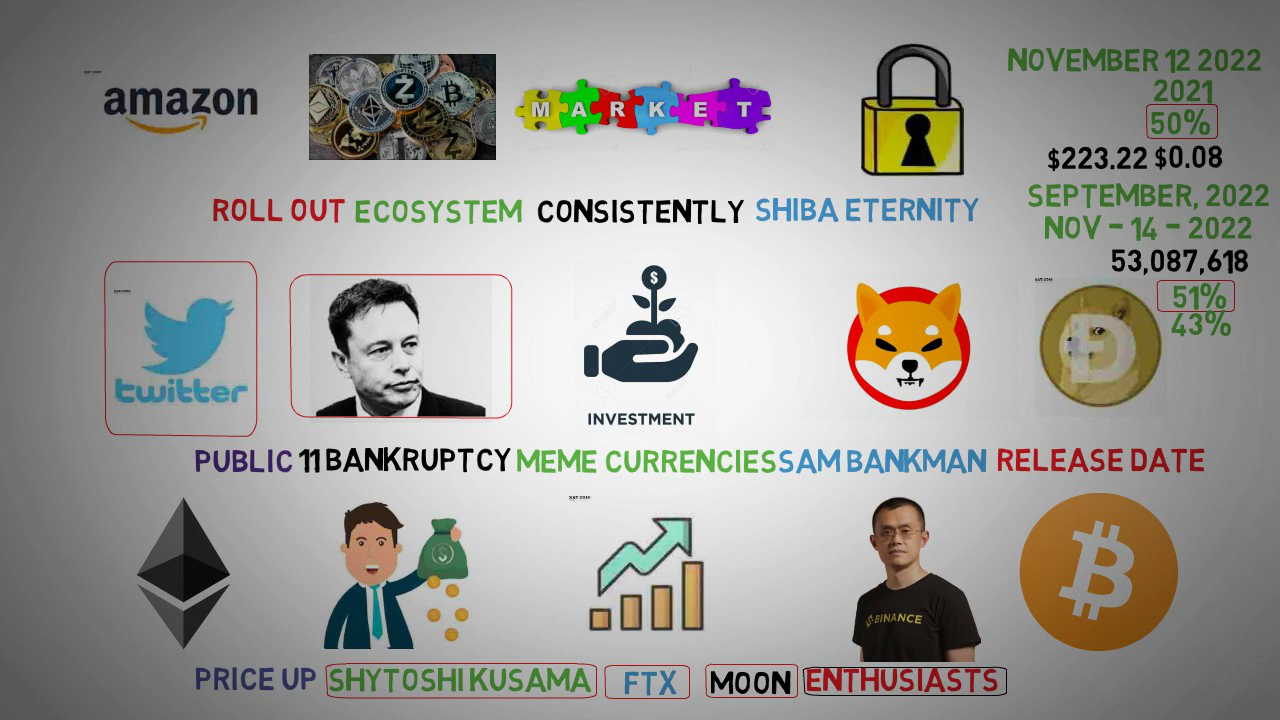 amazon
MARKET
NOVEMBER 12 2022
2021
50%
$223.22 $0.08
SEPTEMBER, 2022
NOV - 14 - 2022
53,087,618
51%
43%
ROLL OUT ECOSYSTEM CONSISTENTLY SHIBA ETERNITY
twitter
INVESTMENT
PUBLIC 11 BANKRUPTCY MEME CURRENCIES SAM BANKMAN RELEASE DATE
BINANCE
PRICE UP SHYTOSHI KUSAMA FTX MOON ENTHUSIASTS